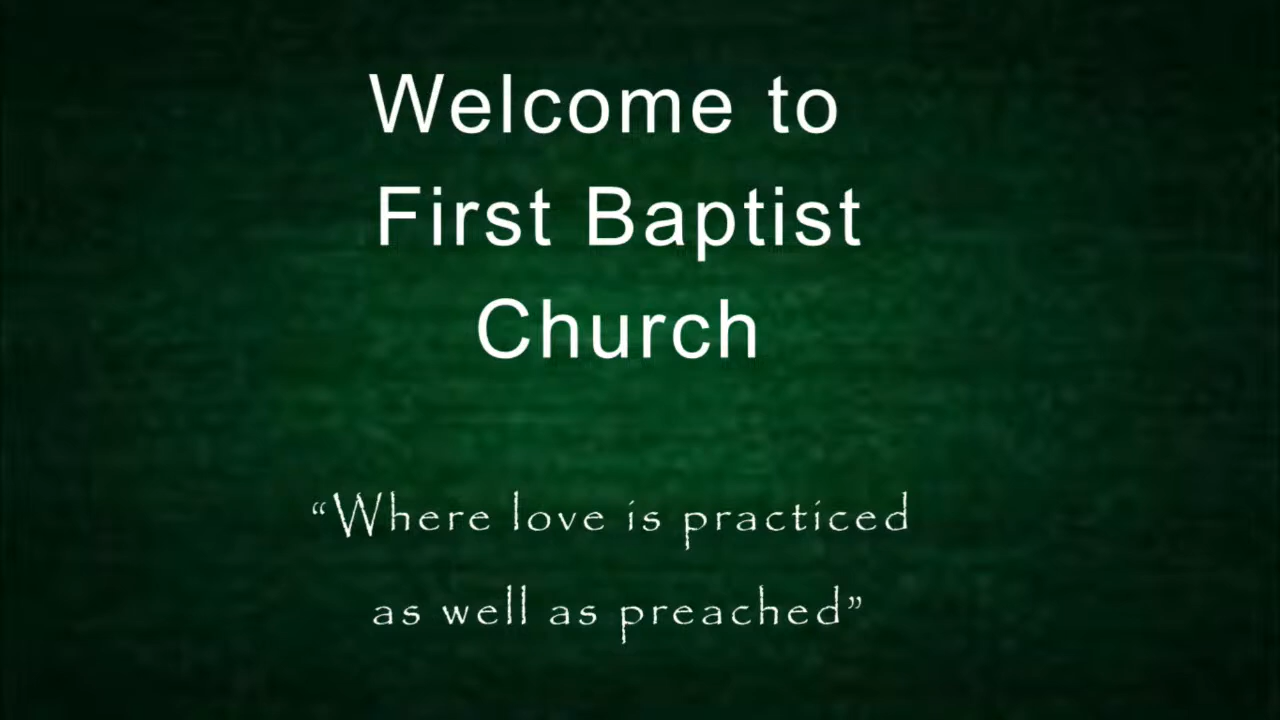 Welcome to
First Baptist
Church
“Where love is practiced
as well as preached”